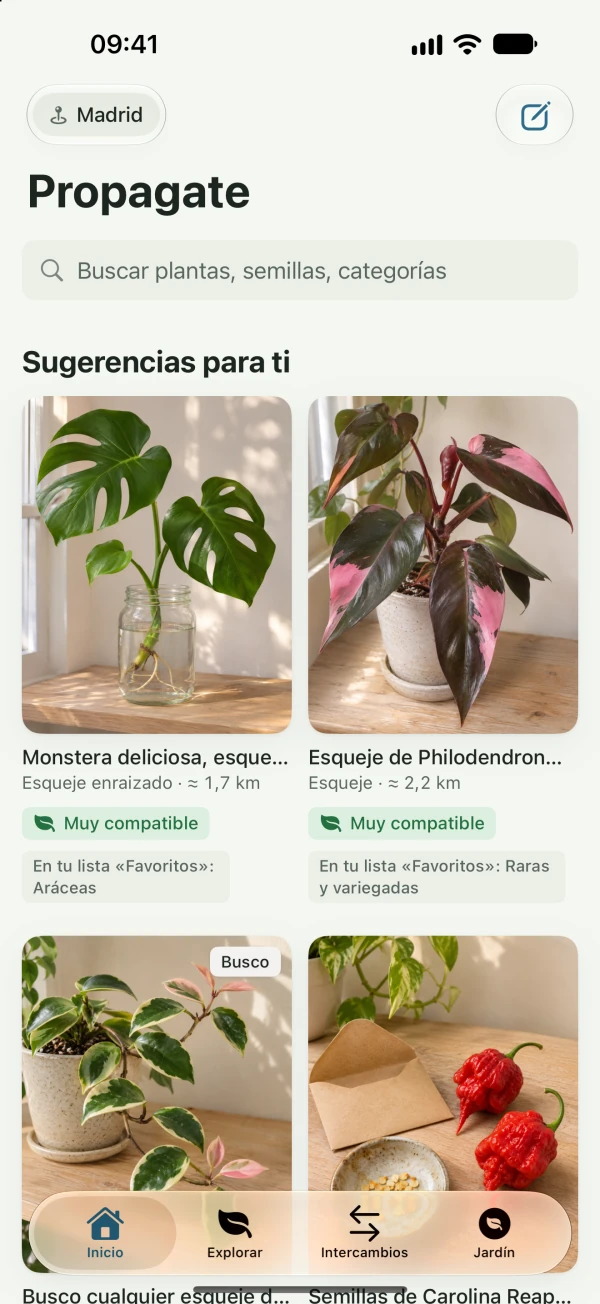 09:41
Madrid
Propagate
Buscar plantas, semillas, categorías
Sugerencias para ti
Monstera deliciosa, esque...
Esqueje enraizado · ≈ 1,7 km
Muy compatible
En tu lista «Favoritos»:
Aráceas
Esqueje de Philodendron...
Esqueje · ≈ 2,2 km
Muy compatible
En tu lista «Favoritos»: Raras
y variegadas
Busco
Busco cualquier esqueje d...
Semillas de Carolina Reap...
Inicio
Explorar
Intercambios
Jardín